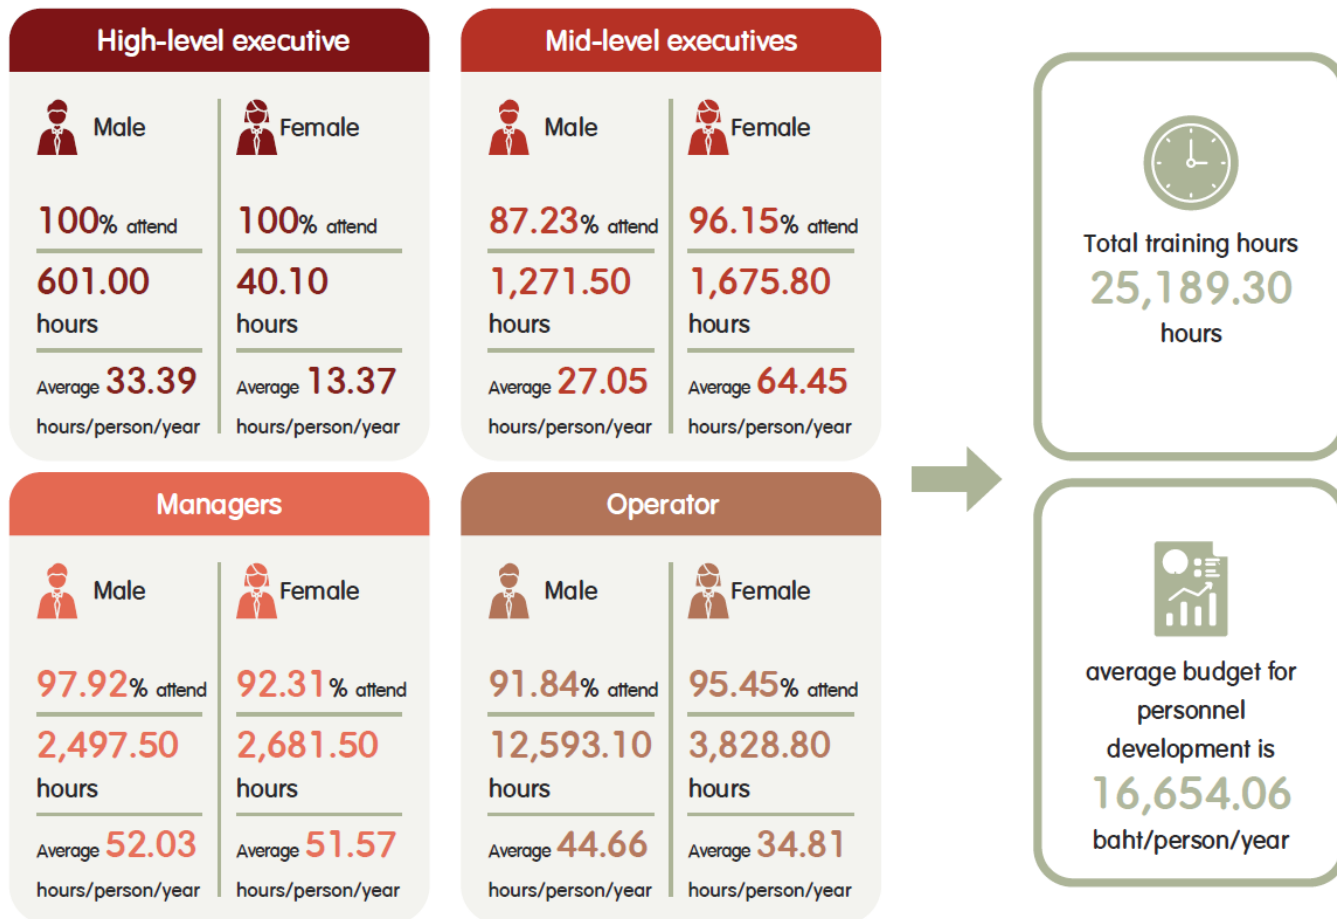 High-level executive
Male
Female
100% attend
100% attend
601.00
hours
40.10
hours
Average 33.39
hours/person/year
Average 13.37
hours/person/year
Mid-level executives
Male
Female
87.23% attend
96.15% attend
1,271.50
hours
1,675.80
hours
Average 27.05
hours/person/year
Average 64.45
hours/person/year
Managers
Male
Female
97.92% attend
92.31% attend
2,497.50
hours
2,681.50
hours
Average 52.03
hours/person/year
Average 51.57
hours/person/year
Operator
Male
Female
91.84% attend
95.45% attend
12,593.10
hours
3,828.80
hours
Average 44.66
hours/person/year
Average 34.81
hours/person/year
Total training hours
25,189.30
hours
average budget for
personnel
development is
16,654.06
baht/person/year